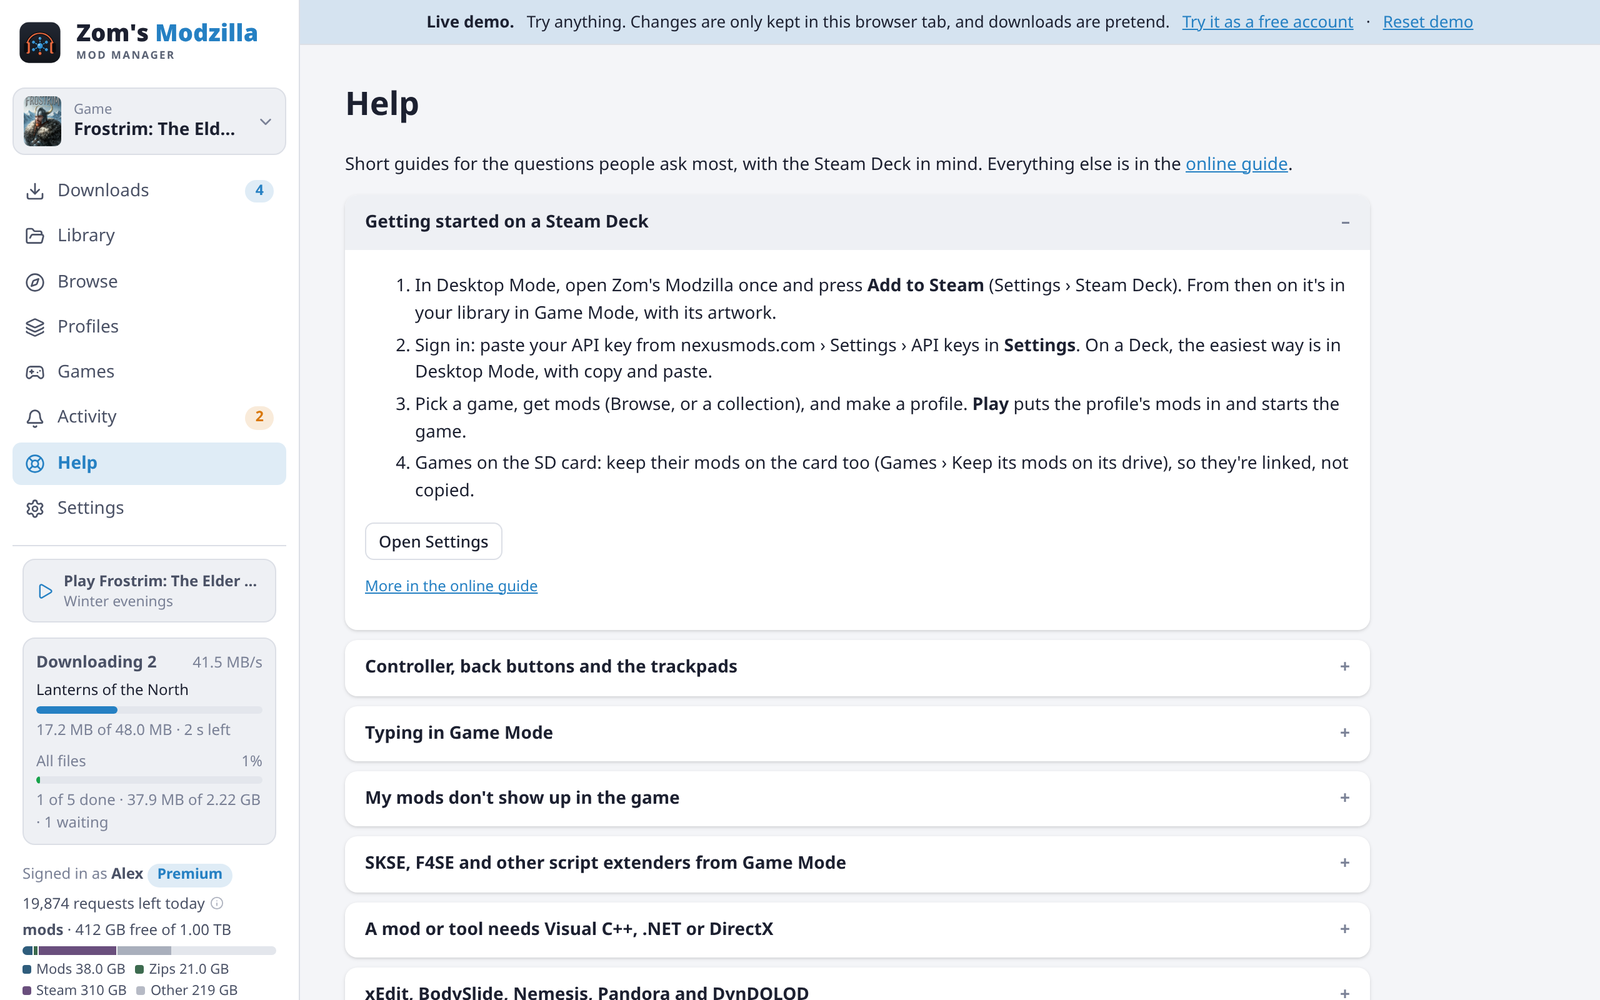 Zom's Modzilla
MOD MANAGER
Game
Frostrim: The Eld...
Downloads
4
Library
Browse
Profiles
Games
Activity
2
Help
Settings
Play Frostrim: The Elder ...
Winter evenings
Downloading 2
41.5 MB/s
Lanterns of the North
17.2 MB of 48.0 MB · 2 s left
All files
1%
1 of 5 done · 37.9 MB of 2.22 GB
· 1 waiting
Signed in as Alex Premium
19,874 requests left today
mods · 412 GB free of 1.00 TB
Mods 38.0 GB Zips 21.0 GB
Steam 310 GB Other 219 GB
Live demo. Try anything. Changes are only kept in this browser tab, and downloads are pretend. Try it as a free account · Reset demo
Help
Short guides for the questions people ask most, with the Steam Deck in mind. Everything else is in the online guide.
Getting started on a Steam Deck
–
1. In Desktop Mode, open Zom's Modzilla once and press Add to Steam (Settings › Steam Deck). From then on it's in
your library in Game Mode, with its artwork.
2. Sign in: paste your API key from nexusmods.com › Settings › API keys in Settings. On a Deck, the easiest way is in
Desktop Mode, with copy and paste.
3. Pick a game, get mods (Browse, or a collection), and make a profile. Play puts the profile's mods in and starts the
game.
4. Games on the SD card: keep their mods on the card too (Games › Keep its mods on its drive), so they're linked, not
copied.
Open Settings
More in the online guide
Controller, back buttons and the trackpads
+
Typing in Game Mode
+
My mods don't show up in the game
+
SKSE, F4SE and other script extenders from Game Mode
+
A mod or tool needs Visual C++, .NET or DirectX
+
xEdit, BodySlide, Nemesis, Pandora and DynDOLOD
+